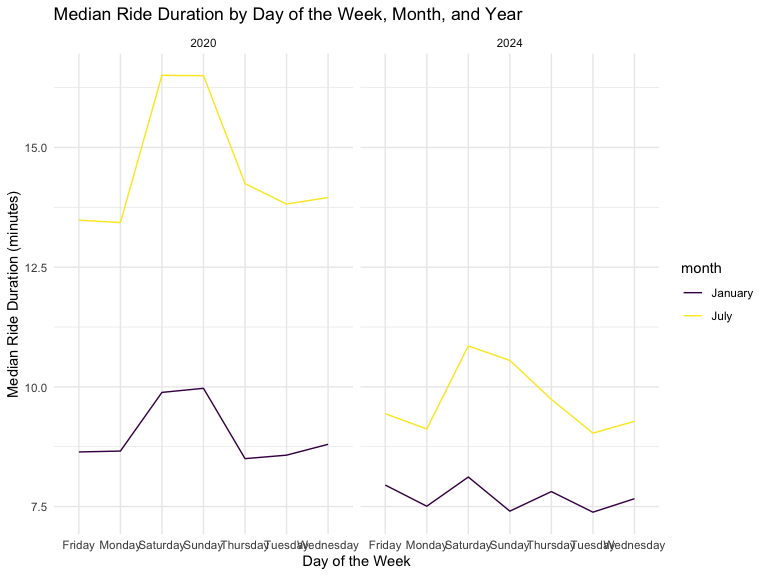 Median Ride Duration by Day of the Week, Month, and Year
2020
2024
Median Ride Duration (minutes)
15.0
12.5
10.0
7.5
month
January
July
Friday Monday Saturday Sunday Thursday Tuesday Wednesday
Friday Monday Saturday Sunday Thursday Tuesday Wednesday
Day of the Week